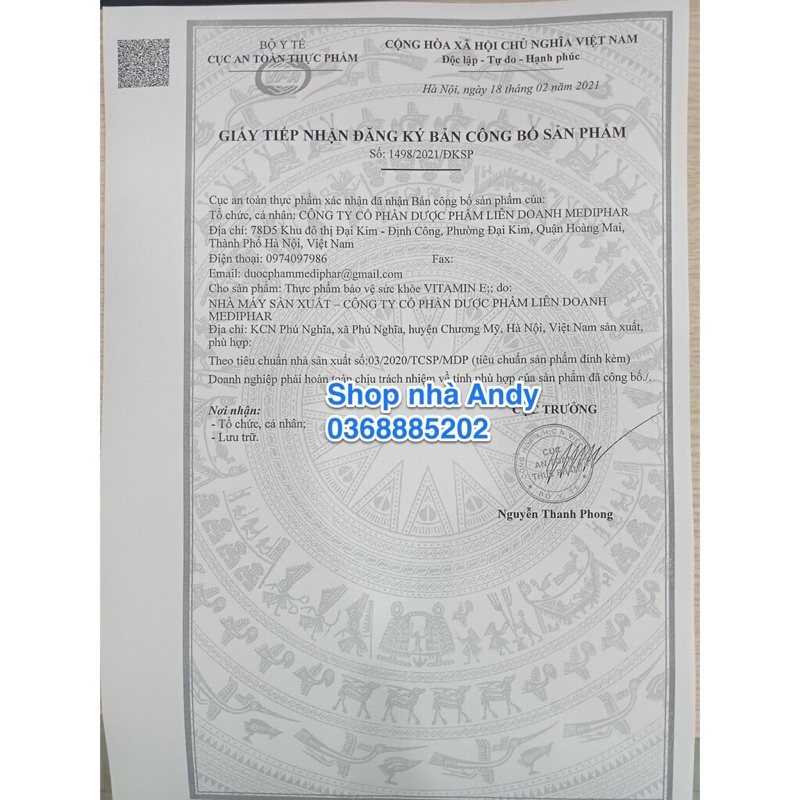 BỘ Y TẾ
CỤC AN TOÀN THỰC PHẨM
CỘNG HÒA XÃ HỘI CHỦ NGHĨA VIỆT NAM
Độc lập - Tự do - Hạnh phúc
Hà Nội, ngày 18 tháng 02 năm 2021
GIẤY TIẾP NHẬN ĐĂNG KÝ BẢN CÔNG BỐ SẢN PHẨM
Số: 1498/2021/ĐKSP
Cục an toàn thực phẩm xác nhận đã nhận Bản công bố sản phẩm của:
Tổ chức, cá nhân: CÔNG TY CỔ PHẦN DƯỢC PHẨM LIÊN DOANH MEDIPHAR
Địa chỉ: 78D5 Khu đô thị Đại Kim - Định Công, Phường Đại Kim, Quận Hoàng Mai,
Thành Phố Hà Nội, Việt Nam
Điện thoại: 0974097986 Fax:
Email: duocphammediphar@gmail.com
Cho sản phẩm: Thực phẩm bảo vệ sức khỏe VITAMIN E;; do:
NHÀ MÁY SẢN XUẤT – CÔNG TY CỔ PHẦN DƯỢC PHẨM LIÊN DOANH
MEDIPHAR
Địa chỉ: KCN Phú Nghĩa, xã Phú Nghĩa, huyện Chương Mỹ, Hà Nội, Việt Nam sản xuất,
phù hợp:
Theo tiêu chuẩn nhà sản xuất số:03/2020/TCSP/MDP (tiêu chuẩn sản phẩm đính kèm)
Doanh nghiệp phải hoàn toàn chịu trách nhiệm về tính phù hợp của sản phẩm đã công bố./.
Shop nhà Andy
0368885202
Nơi nhận:
- Tổ chức, cá nhân;
- Lưu trữ.
CỤC TRƯỞNG
CỤC
AN
THỰC PHẨM
BỘ Y TẾ
Nguyễn Thanh Phong